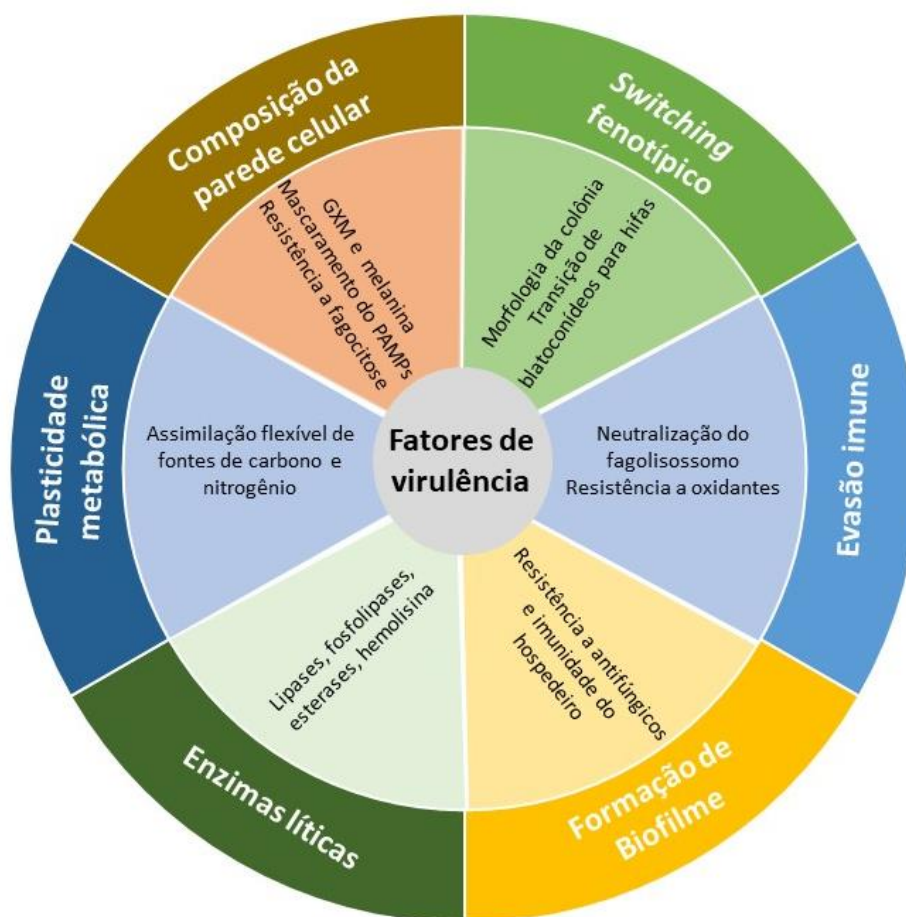 Composição da
parede celular
GXM e melanina
Mascaramento do PAMPs
Resistência a fagocitose
Switching
fenotípico
Morfologia da colônia
Transição de
blatoconídeos para hifas
Plasticidade
metabólica
Assimilação flexível de
fontes de carbono e
nitrogênio
Fatores de
virulência
Neutralização do
fagolisossomo
Resistência a oxidantes
Evasão imune
Lipases, fosfolipases,
esterases, hemolisina
Enzimas líticas
Resistência a antifúngicos
e imunidade do
hospedeiro
Formação de
Biofilme